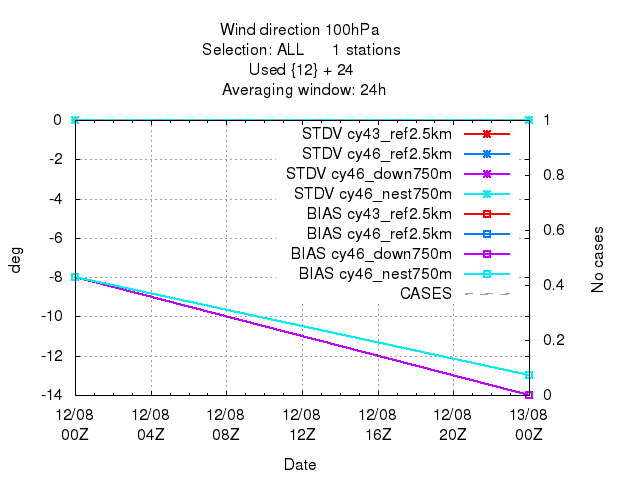 Wind direction 100hPa
Selection: ALL 1 stations
Used {12} + 24
Averaging window: 24h
0
-2
-4
-6
-8
-10
-12
-14
deg
1
0.8
0.6
0.4
0.2
0
No cases
STDV cy43_ref2.5km
STDV cy46_ref2.5km
STDV cy46_down750m
STDV cy46_nest750m
BIAS cy43_ref2.5km
BIAS cy46_ref2.5km
BIAS cy46_down750m
BIAS cy46_nest750m
CASES
12/08 12/08 12/08 12/08 12/08 12/08 13/08
00Z 04Z 08Z 12Z 16Z 20Z 00Z
Date